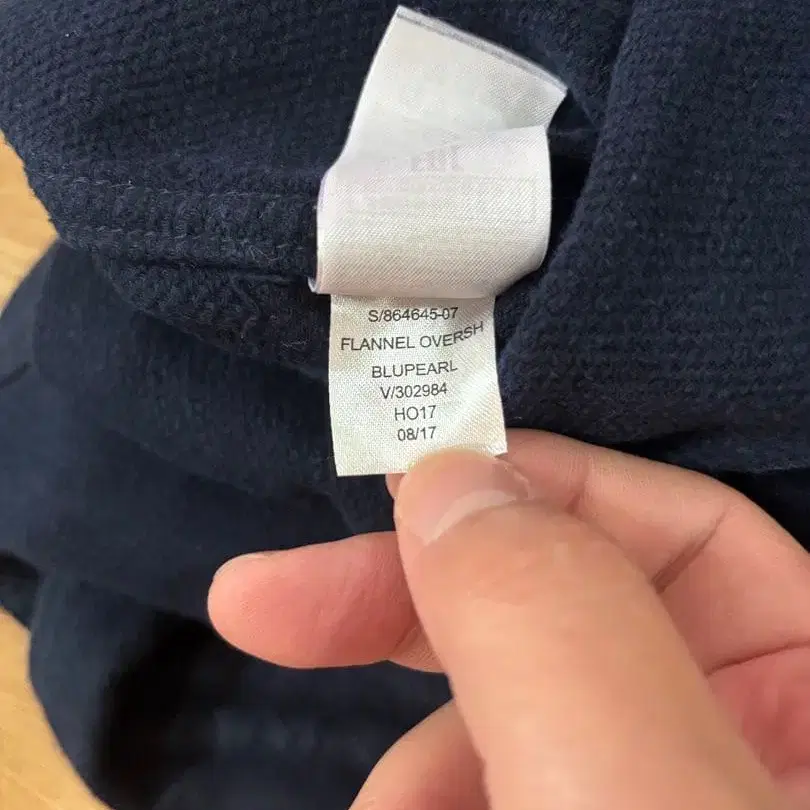 S/864645-07
FLANNEL OVERSH
BLUPEARL
V/302984
HO17
08/17